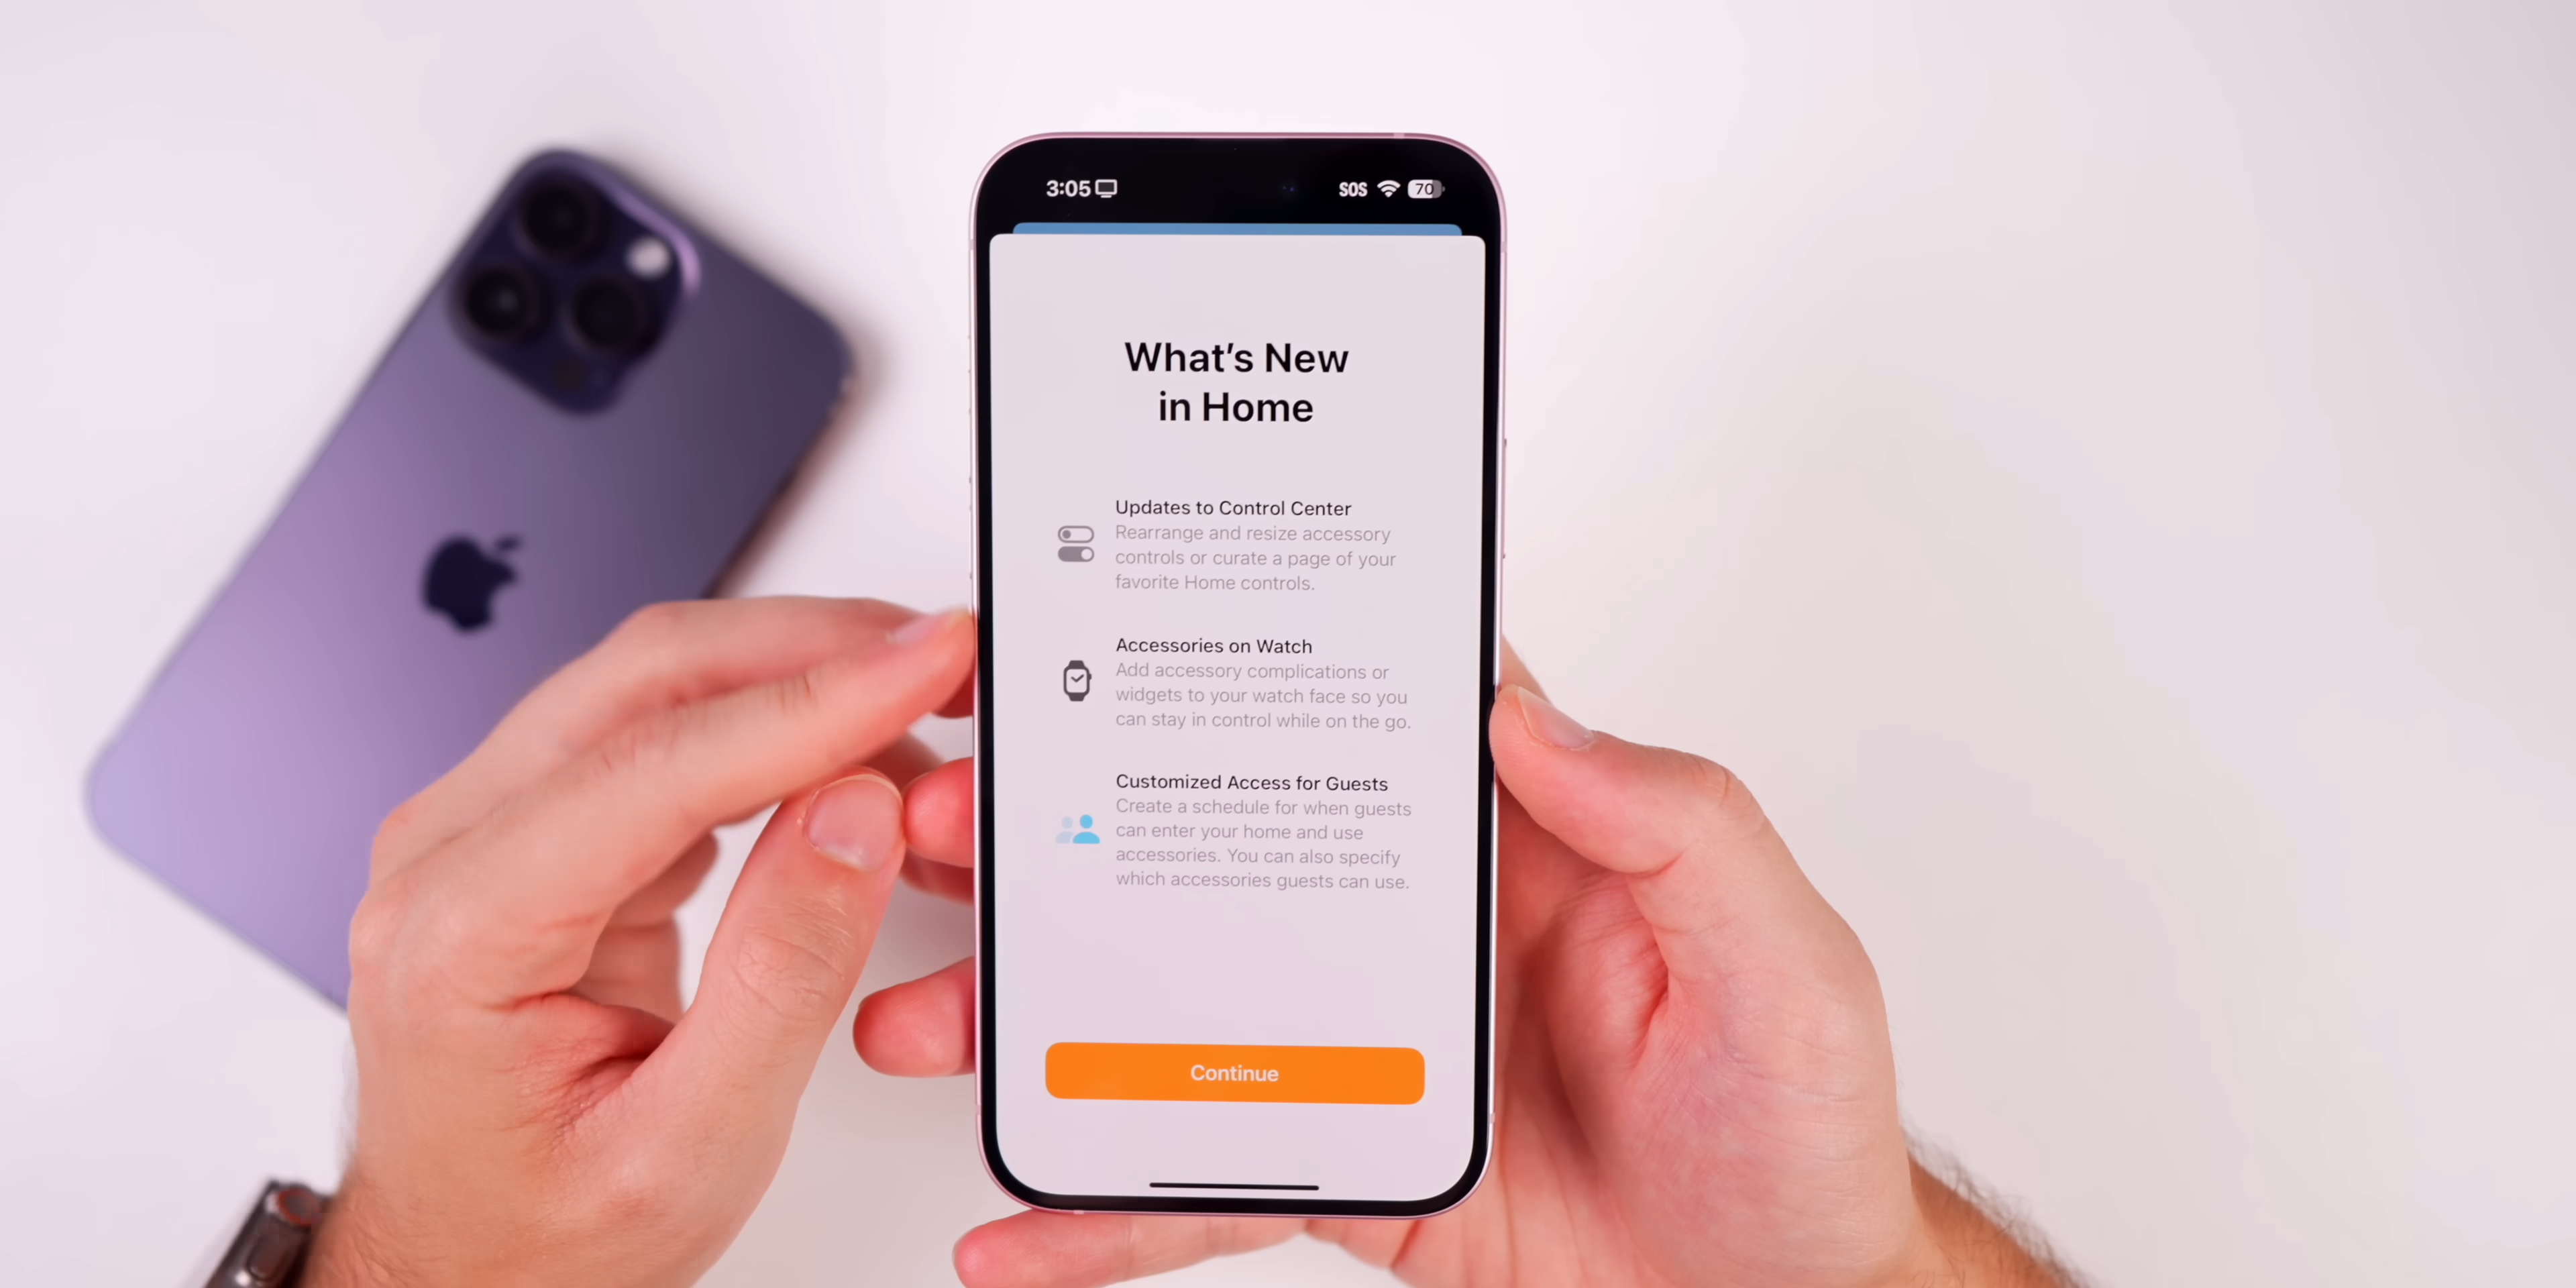 3:05
SOS
70
What's New
in Home
Updates to Control Center
Rearrange and resize accessory
controls or curate a page of your
favorite Home controls.
Accessories on Watch
Add accessory complications or
widgets to your watch face so you
can stay in control while on the go.
Customized Access for Guests
Create a schedule for when guests
can enter your home and use
accessories. You can also specify
which accessories guests can use.
Continue